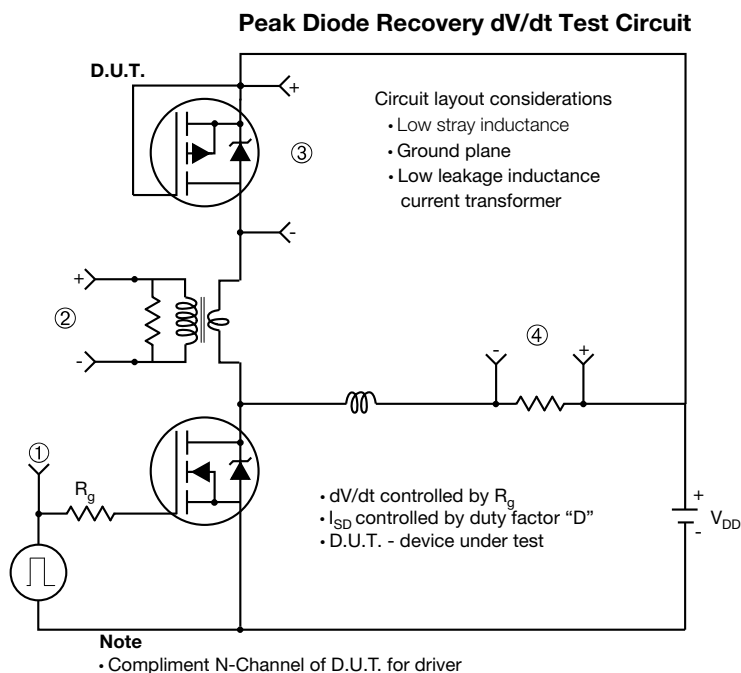 Peak Diode Recovery dV/dt Test Circuit
D.U.T.
+
Circuit layout considerations
• Low stray inductance
③
• Ground plane
• Low leakage inductance
current transformer
-
+
②
-
- ④ +
①
Rg
• dV/dt controlled by Rg
• ISD controlled by duty factor “D”
• D.U.T. - device under test
+
VDD
-
Note
• Compliment N-Channel of D.U.T. for driver